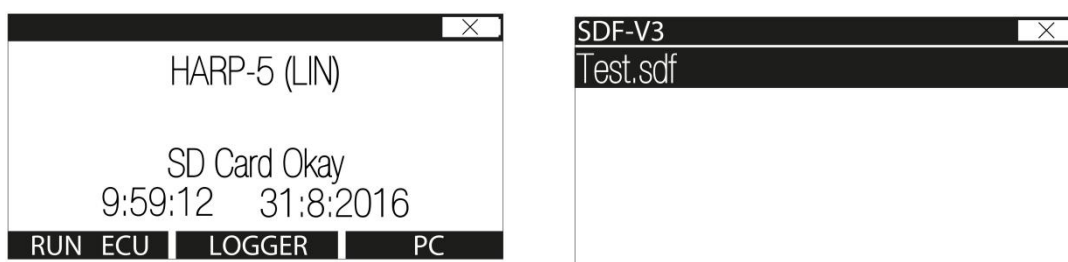 HARP-5 (LIN)
SD Card Okay
9:59:12 31:8:2016
RUN ECU LOGGER PC
SDF-V3
Test.sdf